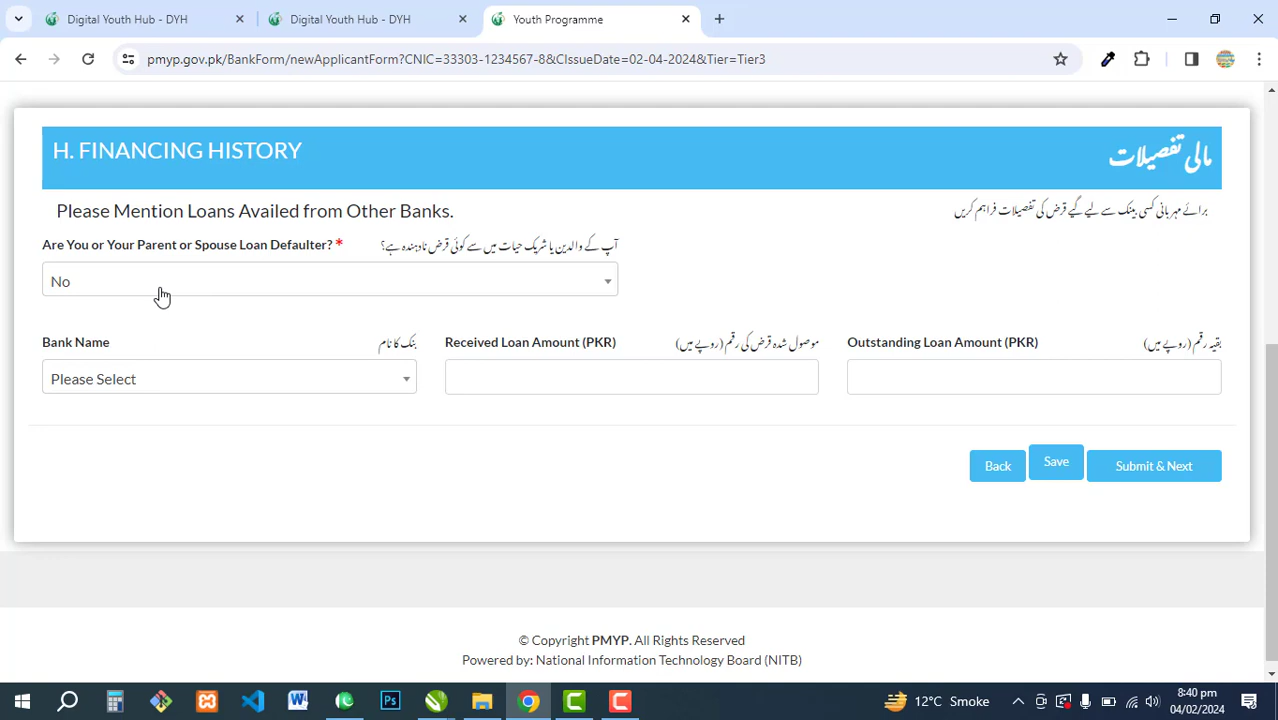 Digital Youth Hub - DYH
Digital Youth Hub - DYH
Youth Programme
pmyp.gov.pk/BankForm/newApplicantForm?CNIC=33303-1234567-8&CIssueDate=02-04-2024&Tier=Tier3
H. FINANCING HISTORY
مالی تفصیلات
Please Mention Loans Availed from Other Banks.
برائے مہربانی کسی بینک سے لیے گیے قرض کی تفصیلات فراہم کریں
Are You or Your Parent or Spouse Loan Defaulter? *
آپ کے والدین یا شریک حیات میں سے کوئی قرض نادہندہ ہے؟
No
Bank Name
بنک کا نام
Received Loan Amount (PKR)
موصول شدہ قرض کی رقم (روپے میں)
Outstanding Loan Amount (PKR)
بقیہ رقم (روپے میں)
Please Select
Back
Save
Submit & Next
© Copyright PMYP. All Rights Reserved
Powered by: National Information Technology Board (NITB)
12°C Smoke
8:40 pm
04/02/2024